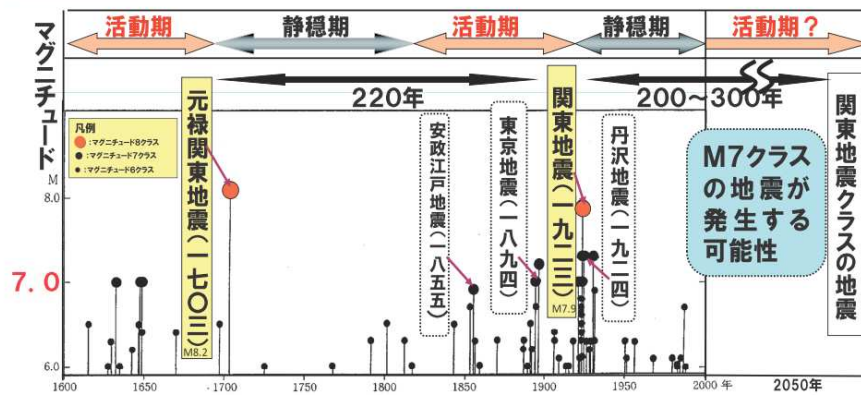 活動期
静穏期
活動期
静穏期
活動期？
マグニチュード
220年
200～300年
元禄関東地震(一七〇三)
M8.2
安政江戸地震(一八五五)
東京地震(一八九四)
関東地震(一九二三)
M7.9
丹沢地震(一九二四)
M7クラス
の地震が
発生する
可能性
関東地震クラスの地震
凡例
:マグニチュード8クラス
:マグニチュード7クラス
:マグニチュード6クラス
M
8.0
7.0
6.0
1600
1650
1700
1750
1800
1850
1900
1950
2000 年
2050年